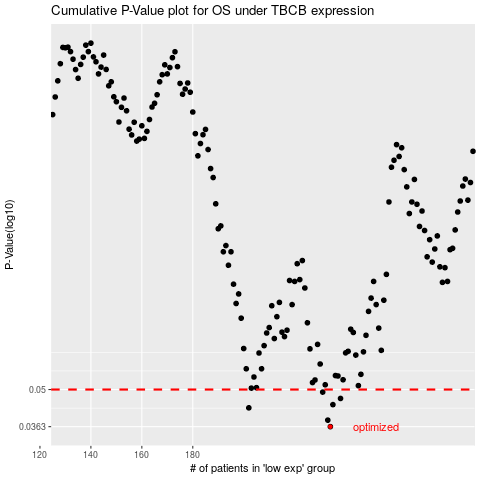 Cumulative P-Value plot for OS under TBCB expression
P-Value(log10)
0.05
0.0363
optimized
120 140 160 180
# of patients in 'low exp' group